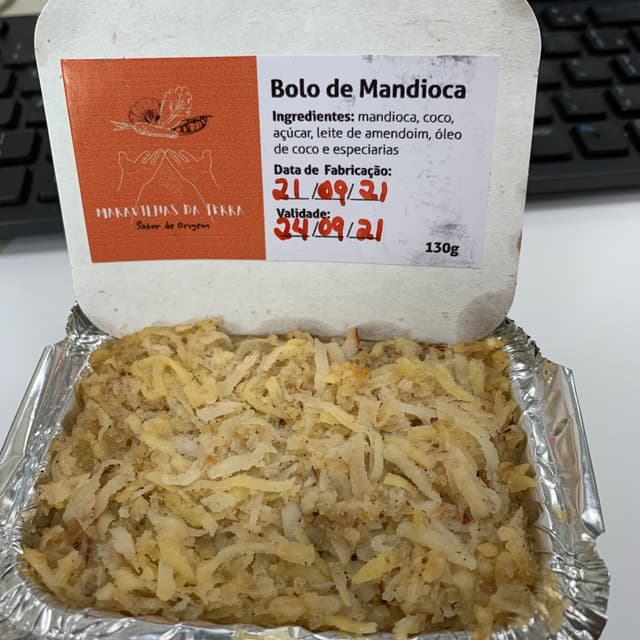 MARAVILHAS DA TERRA
Sabor de Origem
Bolo de Mandioca
Ingredientes: mandioca, coco,
açúcar, leite de amendoim, óleo
de coco e especiarias
Data de Fabricação:
21/09/21
Validade:
24/09/21
130g